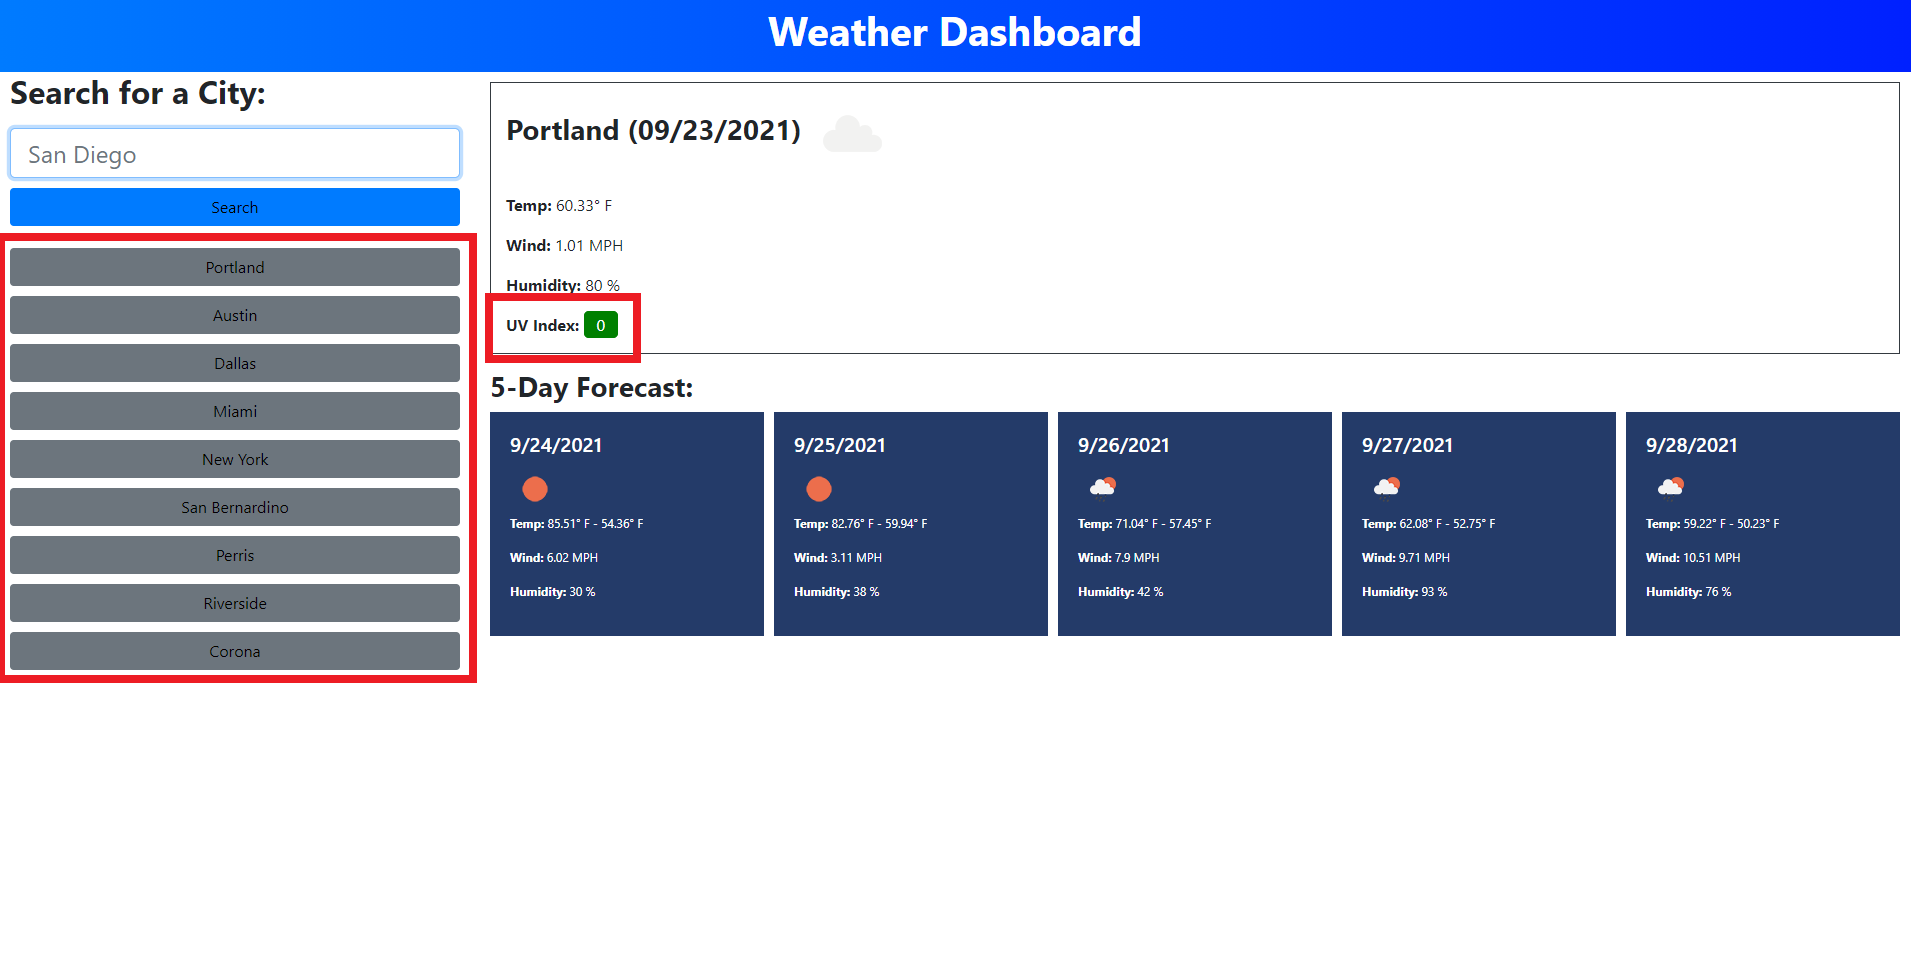 Weather Dashboard
Search for a City:
San Diego
Search
Portland
Austin
Dallas
Miami
New York
San Bernardino
Perris
Riverside
Corona
Portland (09/23/2021)
Temp: 60.33° F
Wind: 1.01 MPH
Humidity: 80 %
UV Index: 0
5-Day Forecast:
9/24/2021
Temp: 85.51° F - 54.36° F
Wind: 6.02 MPH
Humidity: 30 %
9/25/2021
Temp: 82.76° F - 59.94° F
Wind: 3.11 MPH
Humidity: 38 %
9/26/2021
Temp: 71.04° F - 57.45° F
Wind: 7.9 MPH
Humidity: 42 %
9/27/2021
Temp: 62.08° F - 52.75° F
Wind: 9.71 MPH
Humidity: 93 %
9/28/2021
Temp: 59.22° F - 50.23° F
Wind: 10.51 MPH
Humidity: 76 %